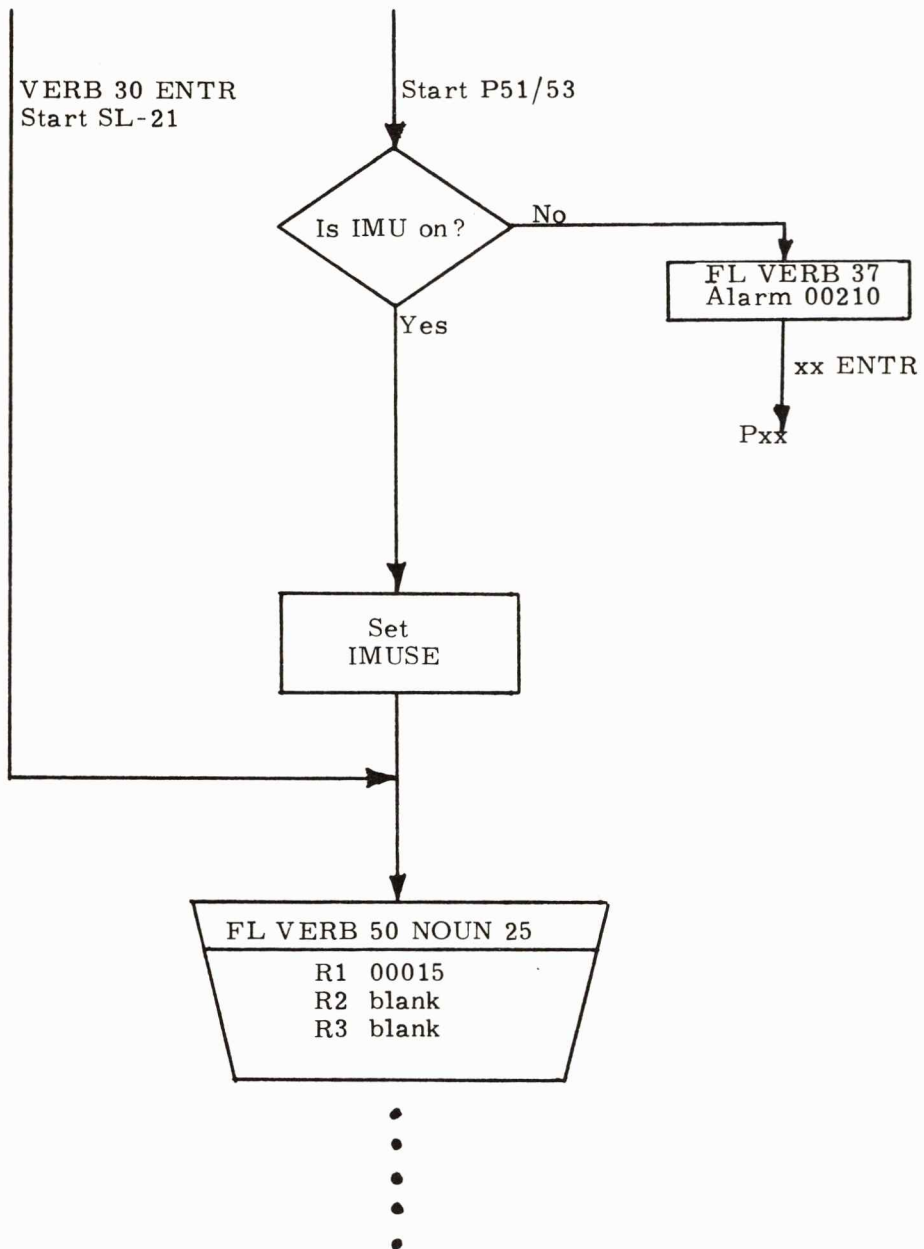 VERB 30 ENTR
Start SL-21
Start P51/53
Is IMU on?
No
FL VERB 37
Alarm 00210
Yes
xx ENTR
Pxx
Set
IMUSE
FL VERB 50 NOUN 25
R1 00015
R2 blank
R3 blank